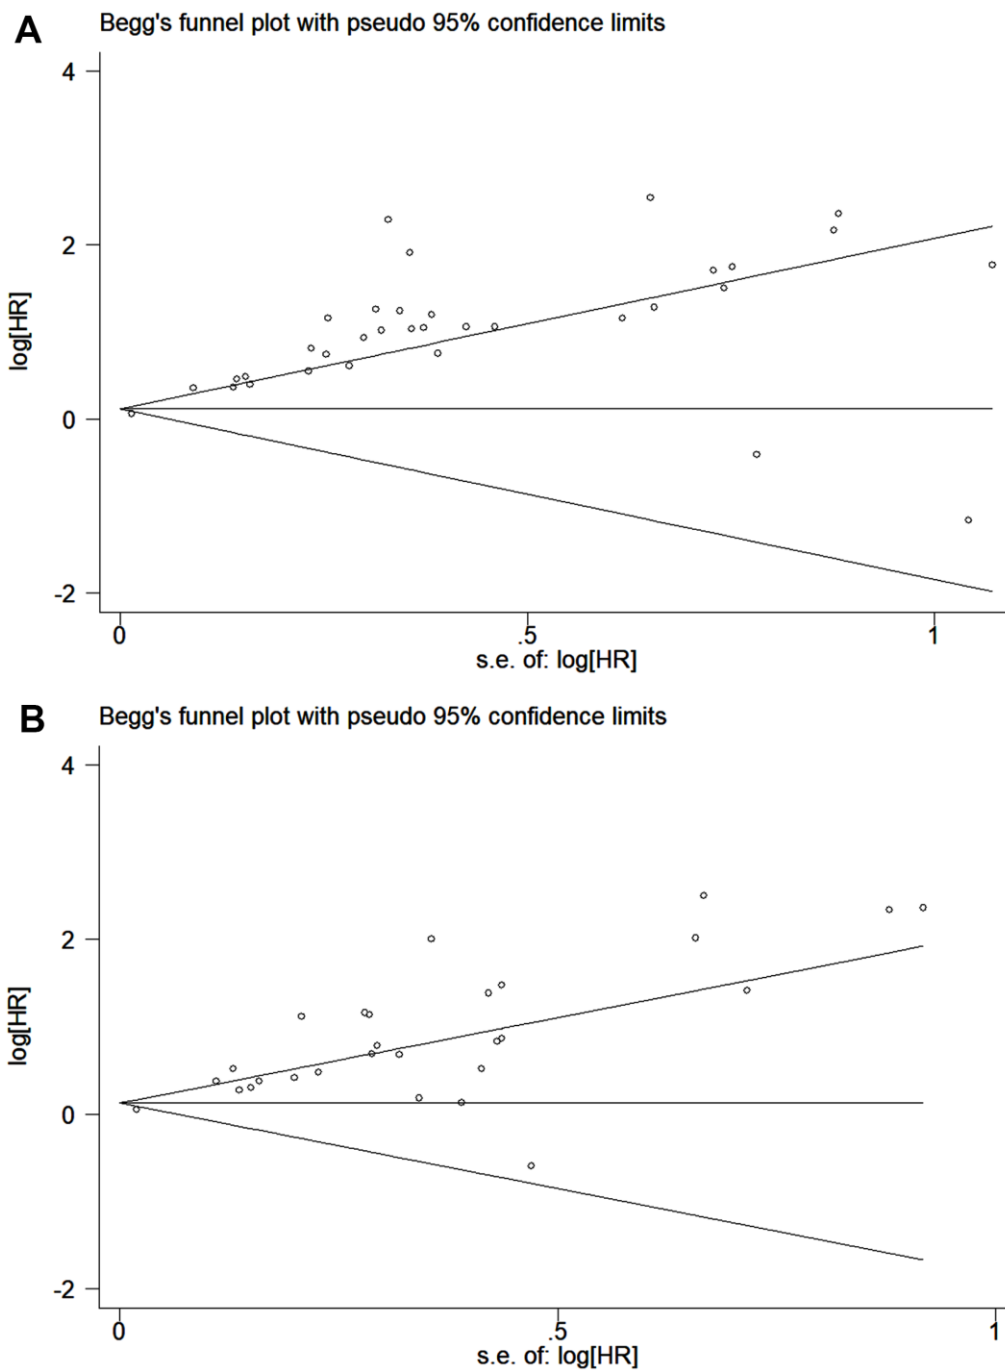 A
Begg's funnel plot with pseudo 95% confidence limits
4
2
0
-2
log[HR]
0
.5
1
s.e. of: log[HR]
B
Begg's funnel plot with pseudo 95% confidence limits
4
2
0
-2
log[HR]
0
.5
1
s.e. of: log[HR]